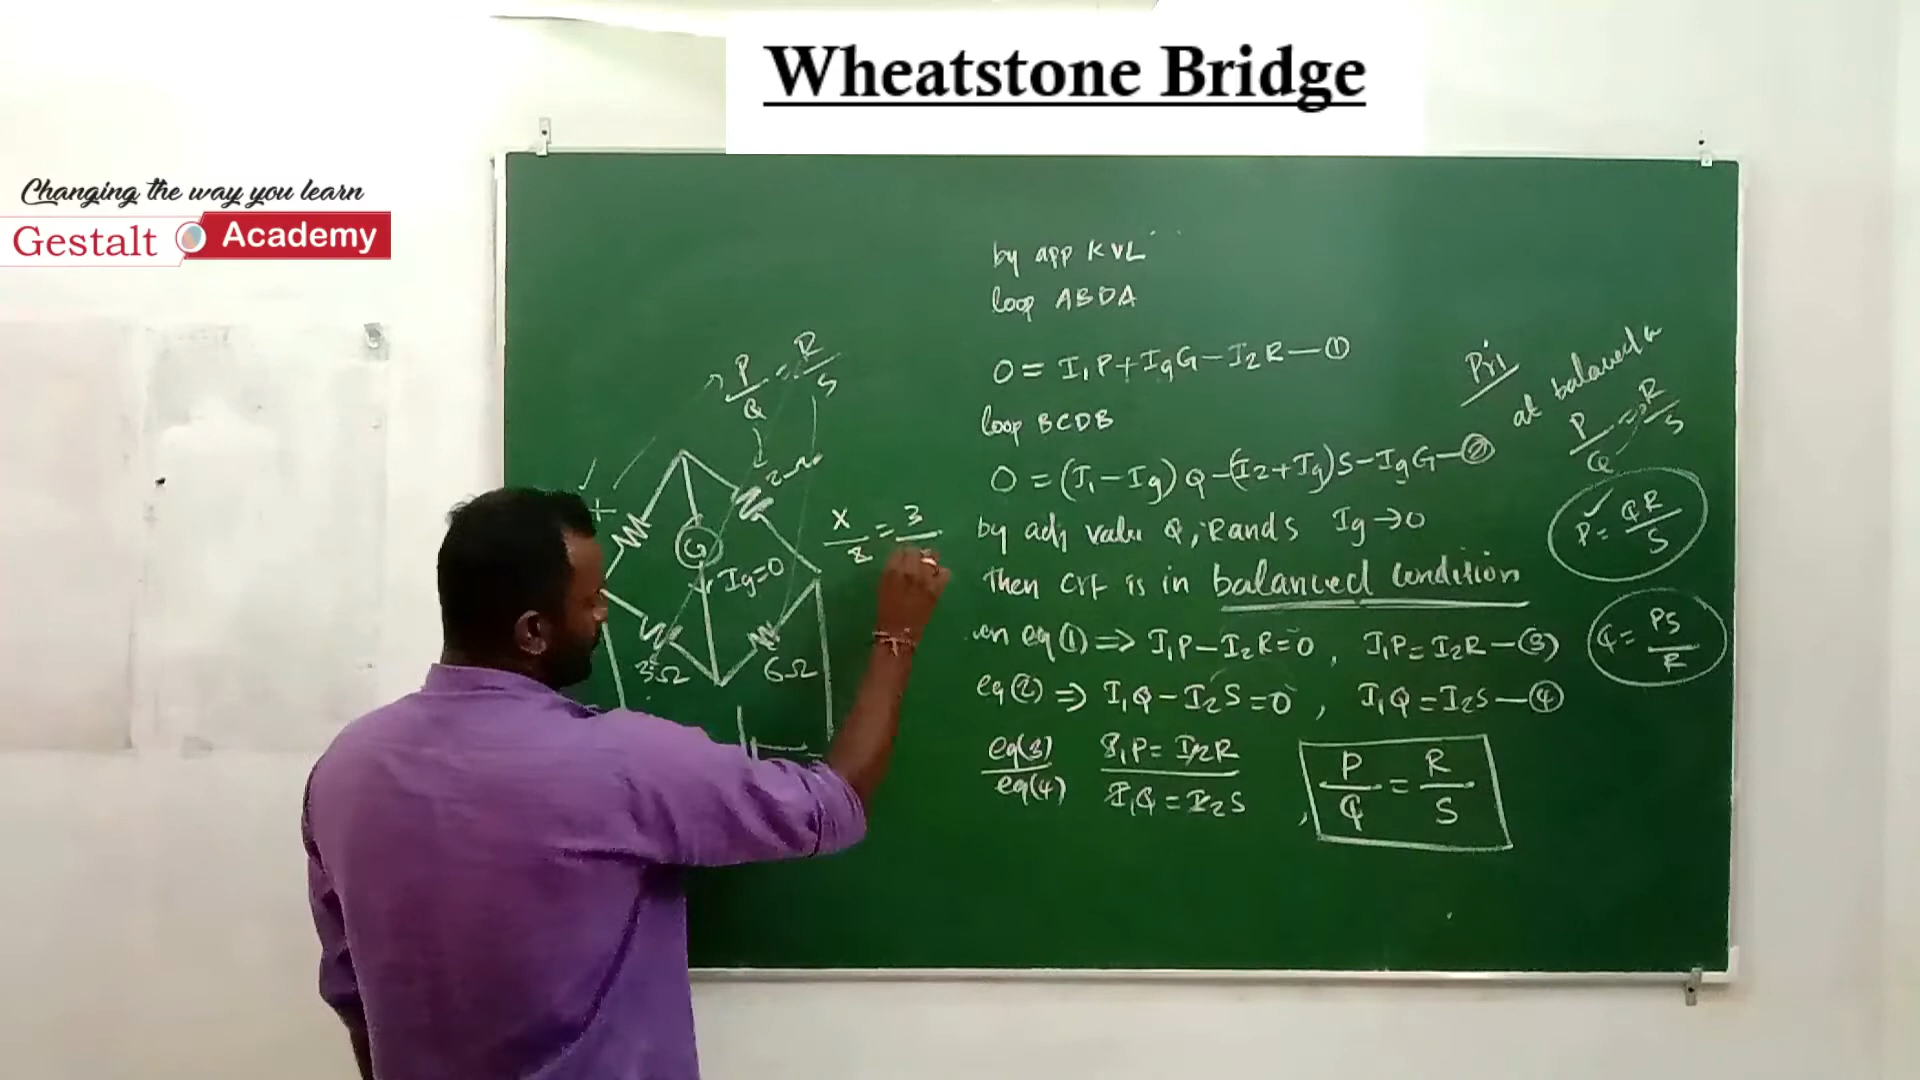 Wheatstone Bridge
Changing the way you learn
Gestalt Academy
by app KVL
loop ABDA
0 = I₁P + IgG - I₂R — ①
loop BCDB
0 = (I₁ - Ig) Q - (I2 + Ig) S - IgG — ②
by adj value Q, R and S Ig → 0
Then is in balanced condition
eq(1) ⇒ I₁P - I₂R = 0 , I₁P = I₂R — ③
eq(2) ⇒ I₁Q - I₂S = 0 , I₁Q = I₂S — ④
eq(3) / eq(4) I₁P = I₂R / I₁Q = I₂S , P/Q = R/S
P/Q = R/S
G
Ig = 0
3Ω
6Ω
X/8 = 3
Pri
at balanced
P/Q = R/S
P = QR/S
Q = PS/R